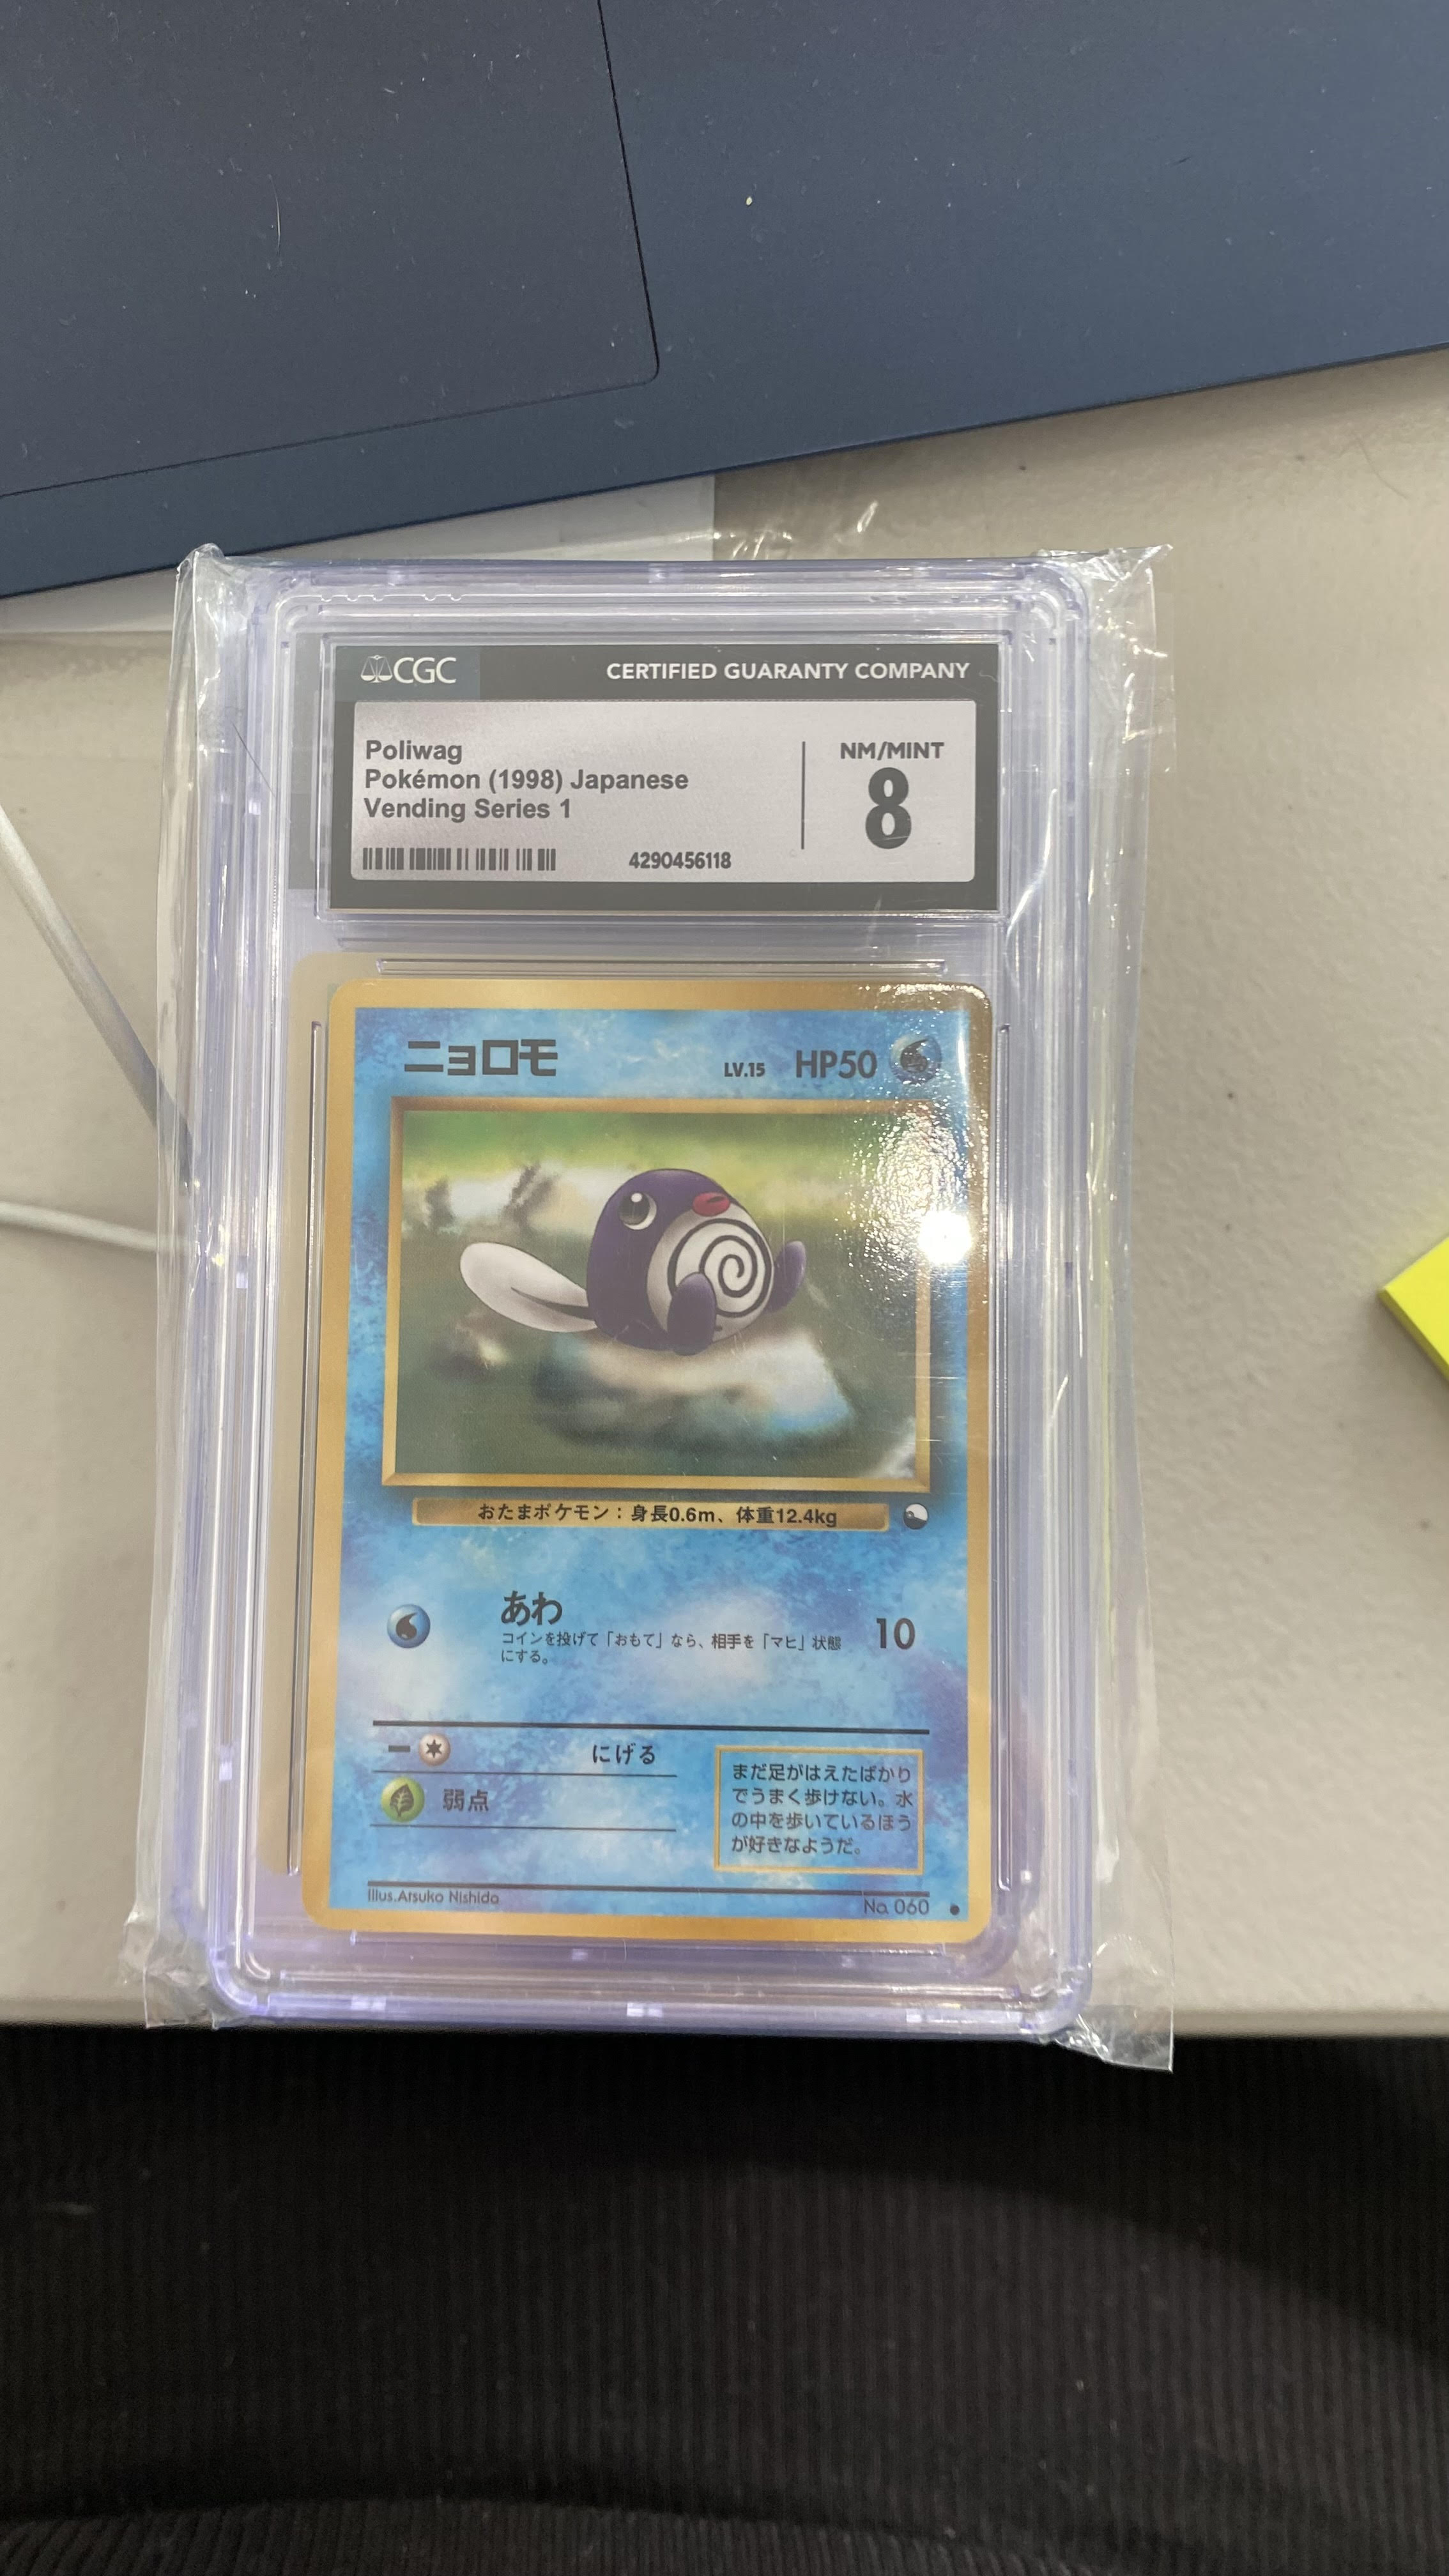 CGC CERTIFIED GUARANTY COMPANY
Poliwag
Pokémon (1998) Japanese
Vending Series 1
NM/MINT
8
4290456118
ニョロモ LV.15 HP50
おたまポケモン：身長0.6m、体重12.4kg
あわ 10
コインを投げて「おもて」なら、相手を「マヒ」状態
にする。
にげる
弱点
まだ足がはえたばかり
でうまく歩けない。水
の中を歩いているほう
が好きなようだ。
Illus.Atsuko Nishido
No. 060